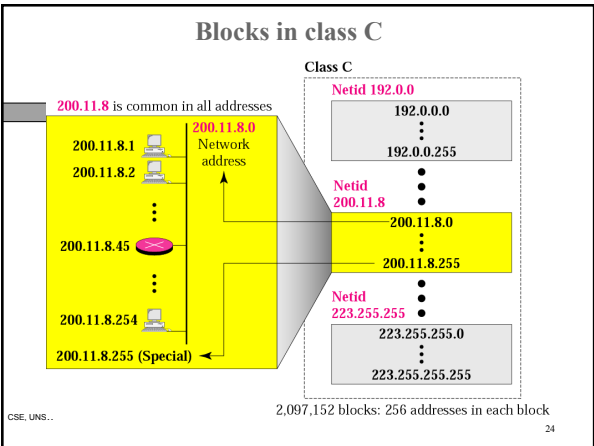 Blocks in class C
200.11.8 is common in all addresses
200.11.8.0
Network
address
200.11.8.1
200.11.8.2
200.11.8.45
200.11.8.254
200.11.8.255 (Special)
Class C
Netid 192.0.0
192.0.0.0
192.0.0.255
Netid
200.11.8
200.11.8.0
200.11.8.255
Netid
223.255.255
223.255.255.0
223.255.255.255
2,097,152 blocks: 256 addresses in each block
CSE, UNS..
24